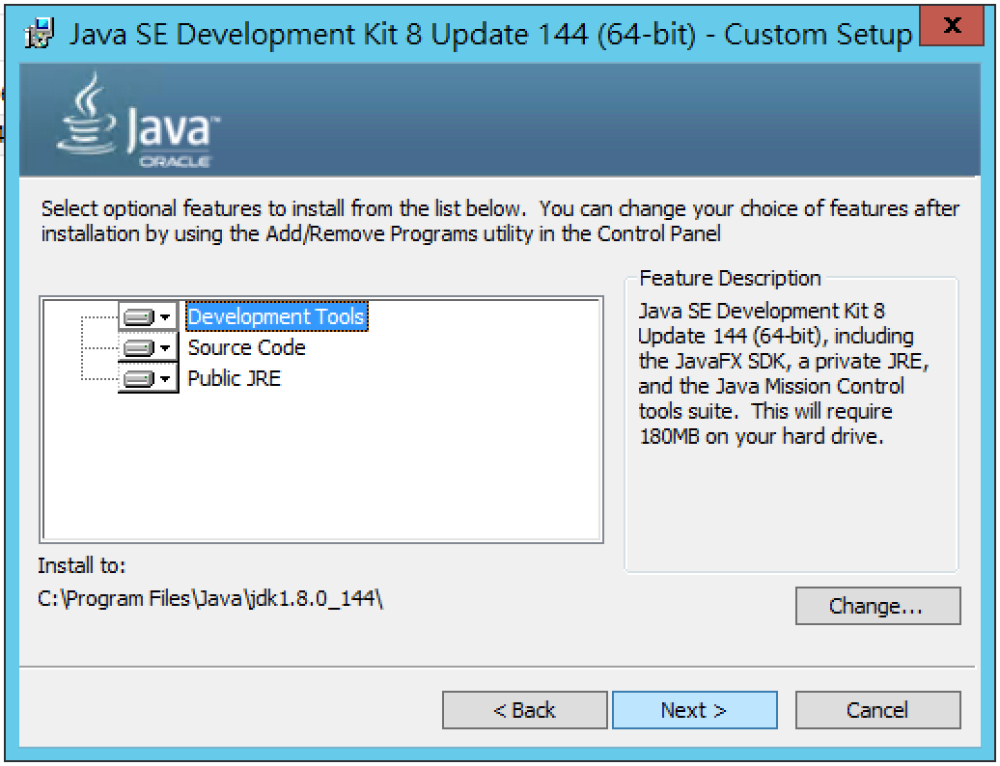 Java SE Development Kit 8 Update 144 (64-bit) - Custom Setup
X
Java™
ORACLE
Select optional features to install from the list below.  You can change your choice of features after
installation by using the Add/Remove Programs utility in the Control Panel
Development Tools
Source Code
Public JRE
Feature Description
Java SE Development Kit 8
Update 144 (64-bit), including
the JavaFX SDK, a private JRE,
and the Java Mission Control
tools suite.  This will require
180MB on your hard drive.
Install to:
C:\Program Files\Java\jdk1.8.0_144\
Change...
< Back
Next >
Cancel